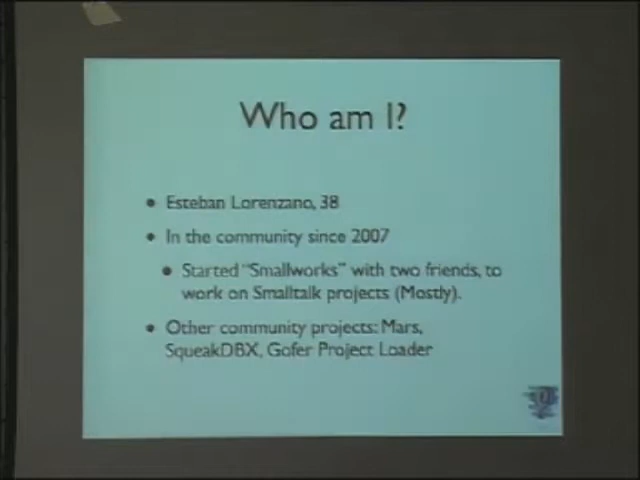 Who am I?
• Esteban Lorenzano, 38
• In the community since 2007
• Started "Smallworks" with two friends, to
work on Smalltalk projects (Mostly).
• Other community projects: Mars,
SqueakDBX, Gofer Project Loader